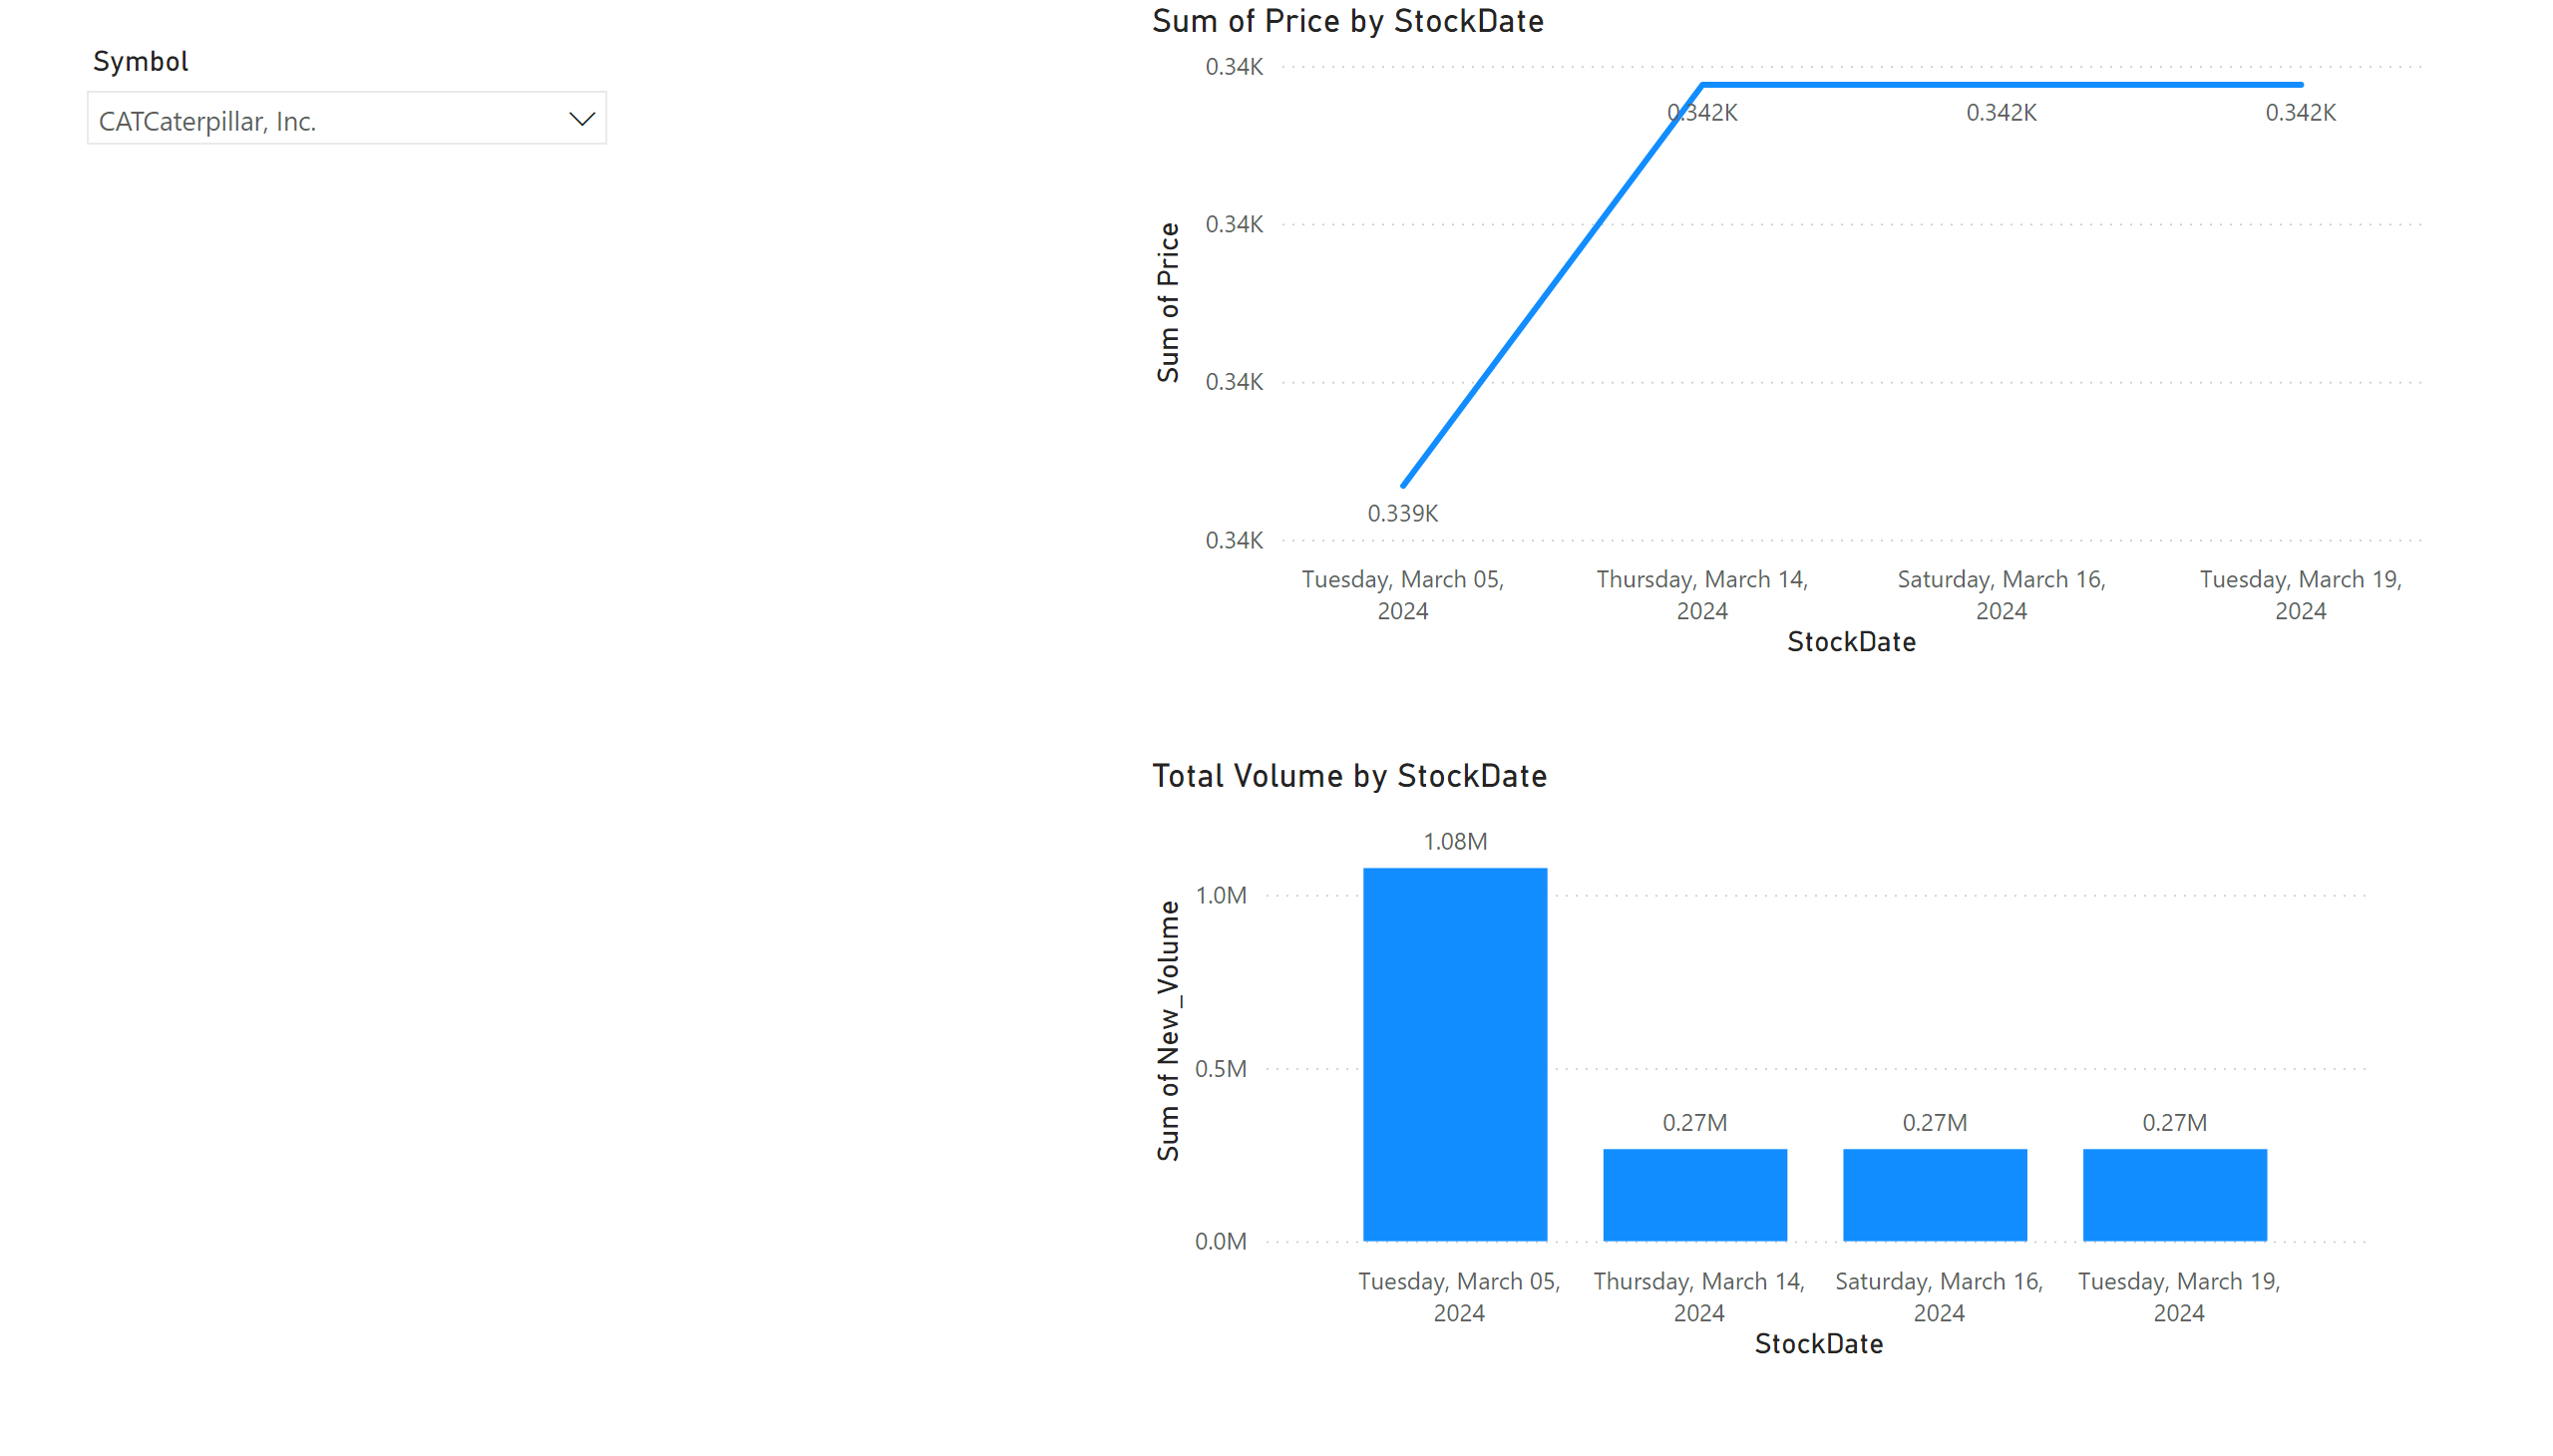 Symbol
CATCaterpillar, Inc.
Sum of Price by StockDate
Sum of Price
0.34K
0.34K
0.34K
0.34K
0.339K
0.342K
0.342K
0.342K
Tuesday, March 05,
2024
Thursday, March 14,
2024
Saturday, March 16,
2024
Tuesday, March 19,
2024
StockDate
Total Volume by StockDate
Sum of New_Volume
1.0M
0.5M
0.0M
1.08M
0.27M
0.27M
0.27M
Tuesday, March 05,
2024
Thursday, March 14,
2024
Saturday, March 16,
2024
Tuesday, March 19,
2024
StockDate